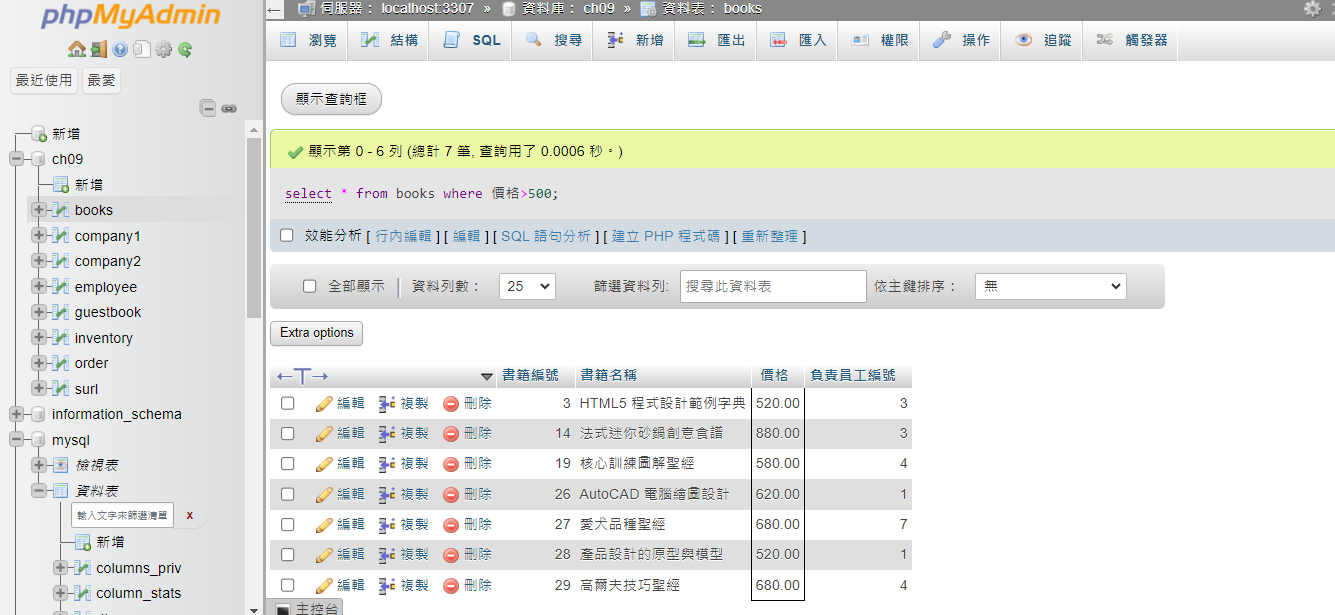 phpMyAdmin
最近使用 最愛
新增
ch09
新增
books
company1
company2
employee
guestbook
inventory
order
surl
information_schema
mysql
檢視表
資料表
輸入文字來篩選清單 x
新增
columns_priv
column_stats
← 伺服器： localhost:3307 » 資料庫： ch09 » 資料表： books
瀏覽 結構 SQL 搜尋 新增 匯出 匯入 權限 操作 追蹤 觸發器
顯示查詢框
顯示第 0 - 6 列 (總計 7 筆, 查詢用了 0.0006 秒。)
select * from books where 價格>500;
效能分析 [ 行內編輯 ] [ 編輯 ] [ SQL 語句分析 ] [ 建立 PHP 程式碼 ] [ 重新整理 ]
全部顯示 | 資料列數： 25 篩選資料列: 搜尋此資料表 依主鍵排序： 無
Extra options
←T→ 書籍編號 書籍名稱 價格 負責員工編號
編輯 複製 刪除 3 HTML5 程式設計範例字典 520.00 3
編輯 複製 刪除 14 法式迷你砂鍋創意食譜 880.00 3
編輯 複製 刪除 19 核心訓練圖解聖經 580.00 4
編輯 複製 刪除 26 AutoCAD 電腦繪圖設計 620.00 1
編輯 複製 刪除 27 愛犬品種聖經 680.00 7
編輯 複製 刪除 28 產品設計的原型與模型 520.00 1
編輯 複製 刪除 29 高爾夫技巧聖經 680.00 4
主控台